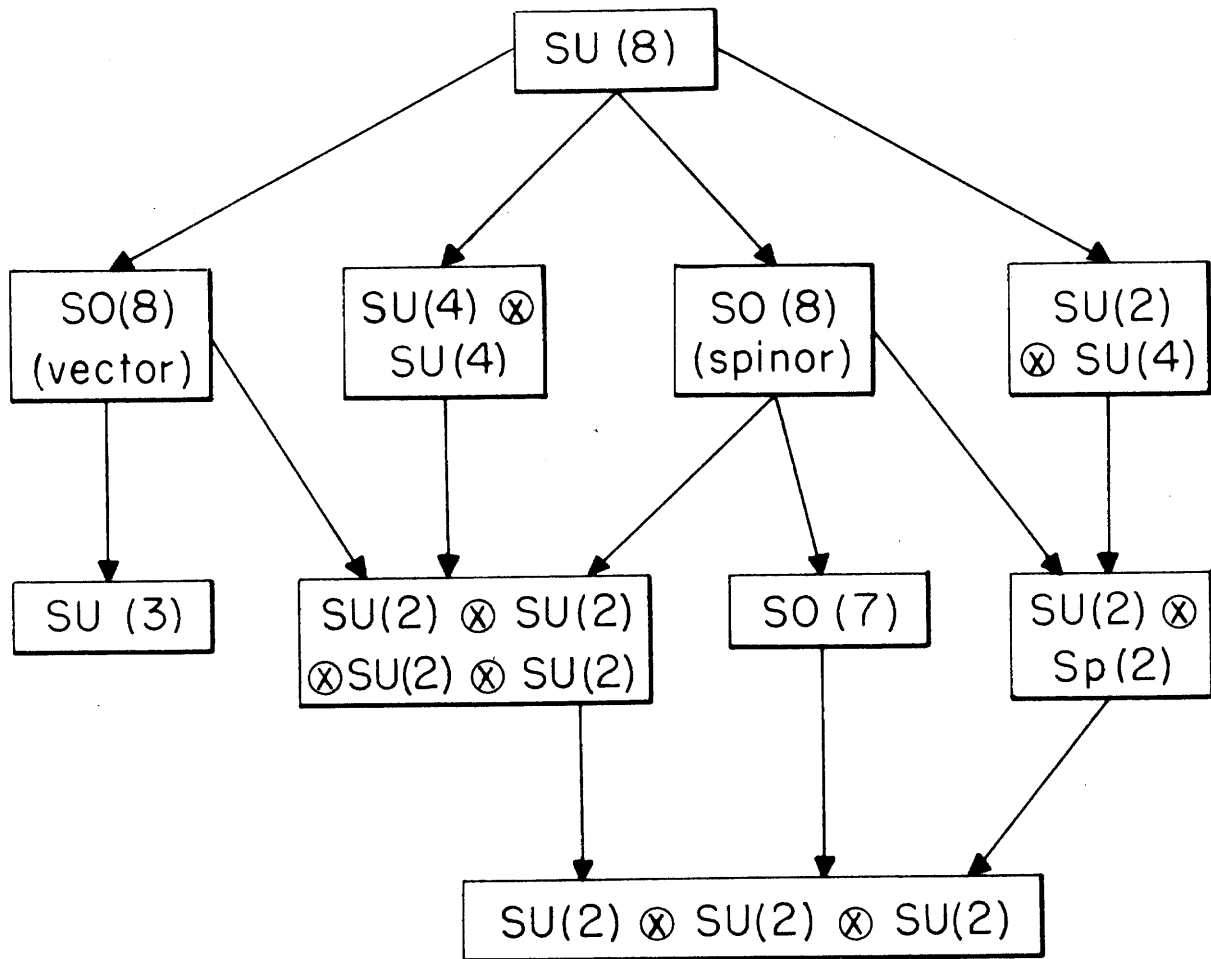 SU (8)
SO(8)
(vector)
SU(4) ⊗
SU(4)
SO (8)
(spinor)
SU(2)
⊗ SU(4)
SU (3)
SU(2) ⊗ SU(2)
⊗SU(2) ⊗ SU(2)
SO (7)
SU(2) ⊗
Sp(2)
SU(2) ⊗ SU(2) ⊗ SU(2)